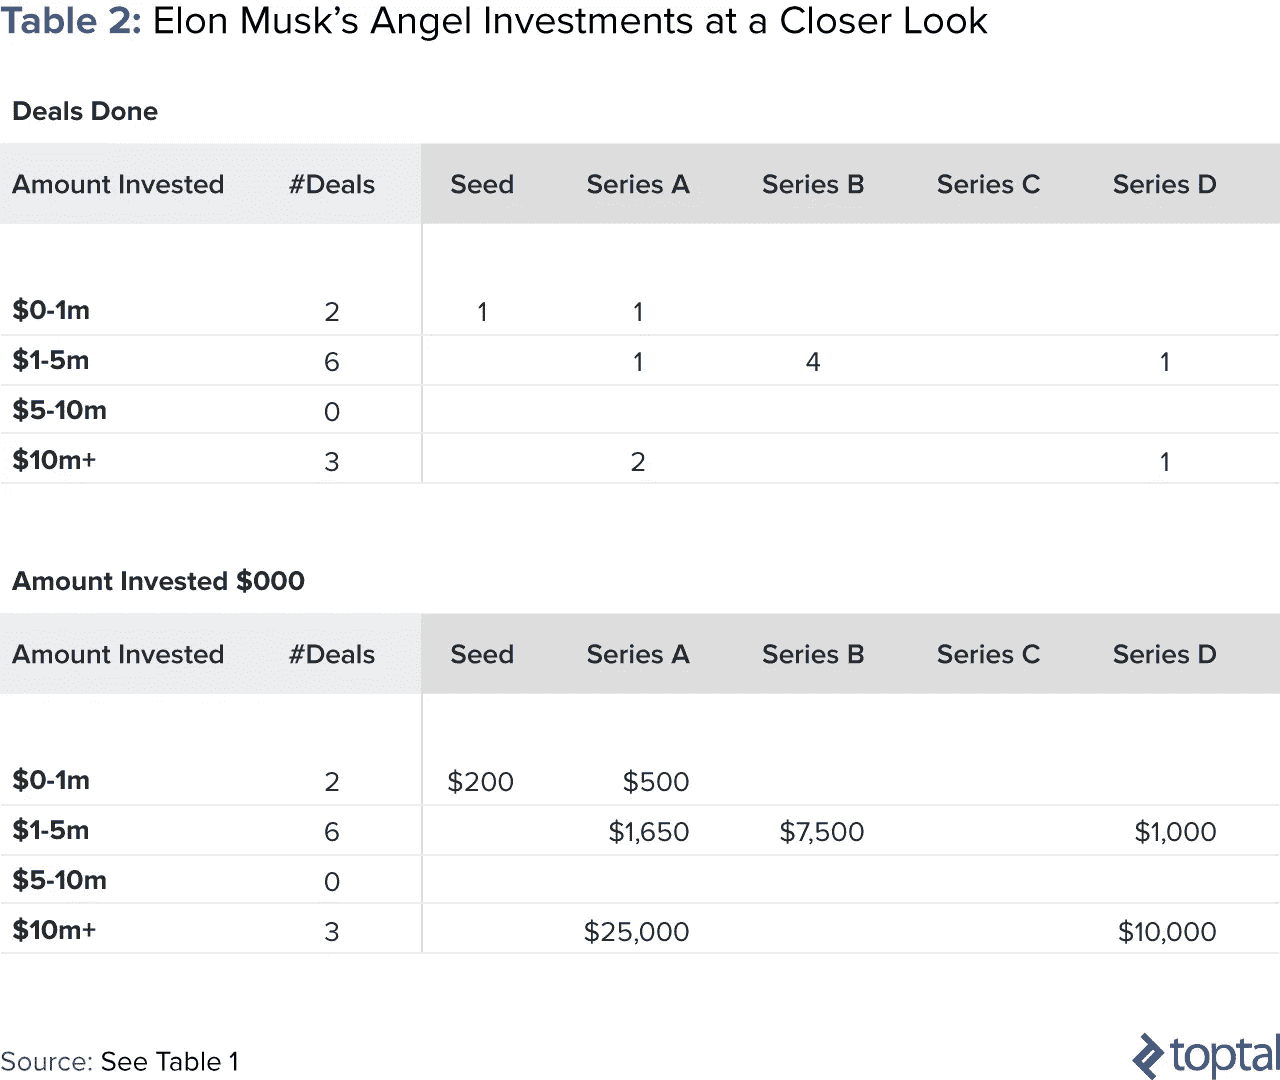 Table 2: Elon Musk’s Angel Investments at a Closer Look
Deals Done
Amount Invested #Deals Seed Series A Series B Series C Series D
$0-1m 2 1 1
$1-5m 6 1 4 1
$5-10m 0
$10m+ 3 2 1
Amount Invested $000
Amount Invested #Deals Seed Series A Series B Series C Series D
$0-1m 2 $200 $500
$1-5m 6 $1,650 $7,500 $1,000
$5-10m 0
$10m+ 3 $25,000 $10,000
Source: See Table 1
toptal